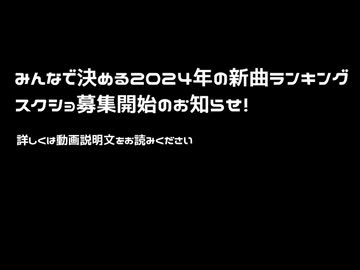 みんなで決める2024年の新曲ランキング
スクショ募集開始のお知らせ!
詳しくは動画説明文をお読みください